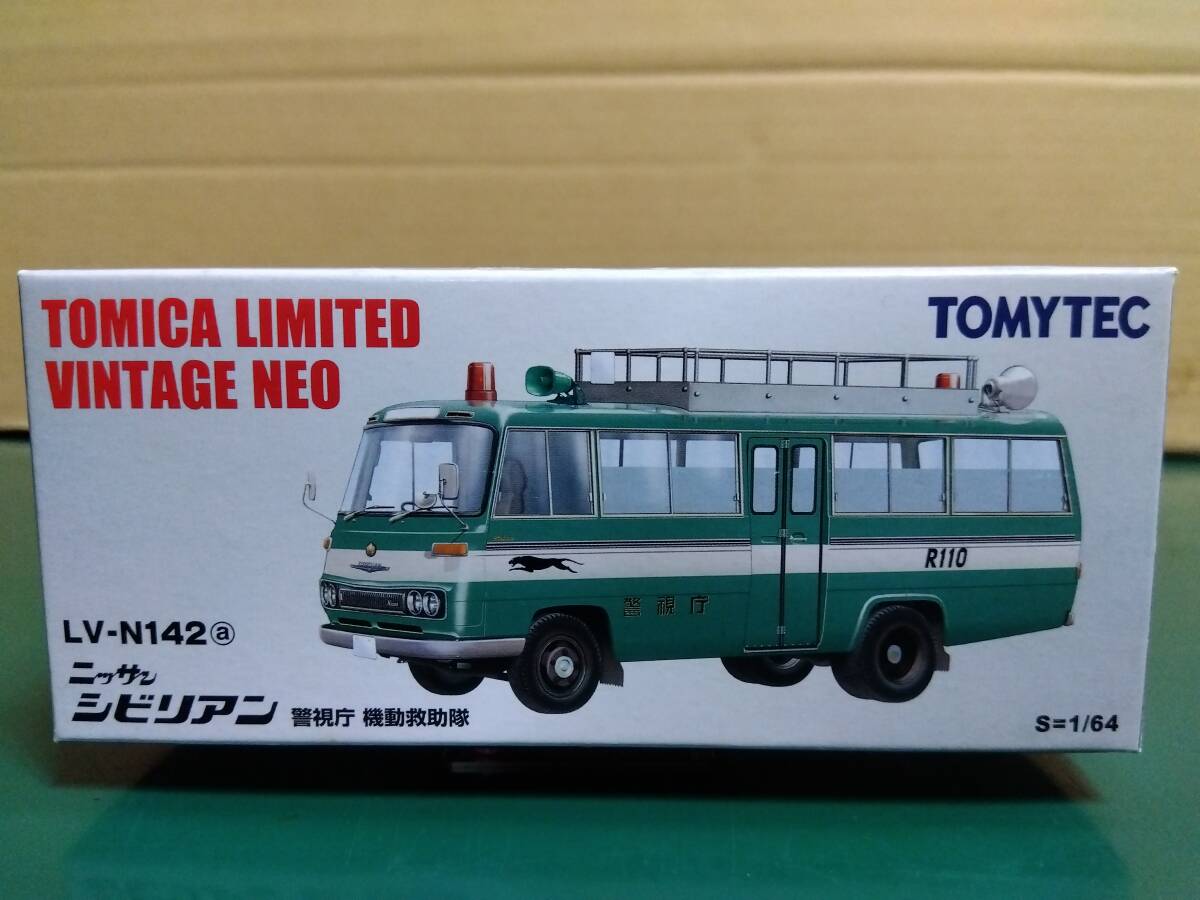 TOMICA LIMITED
VINTAGE NEO
TOMYTEC
R110
警視庁
LV-N142ⓐ
ニッサン
シビリアン 警視庁 機動救助隊
S=1/64